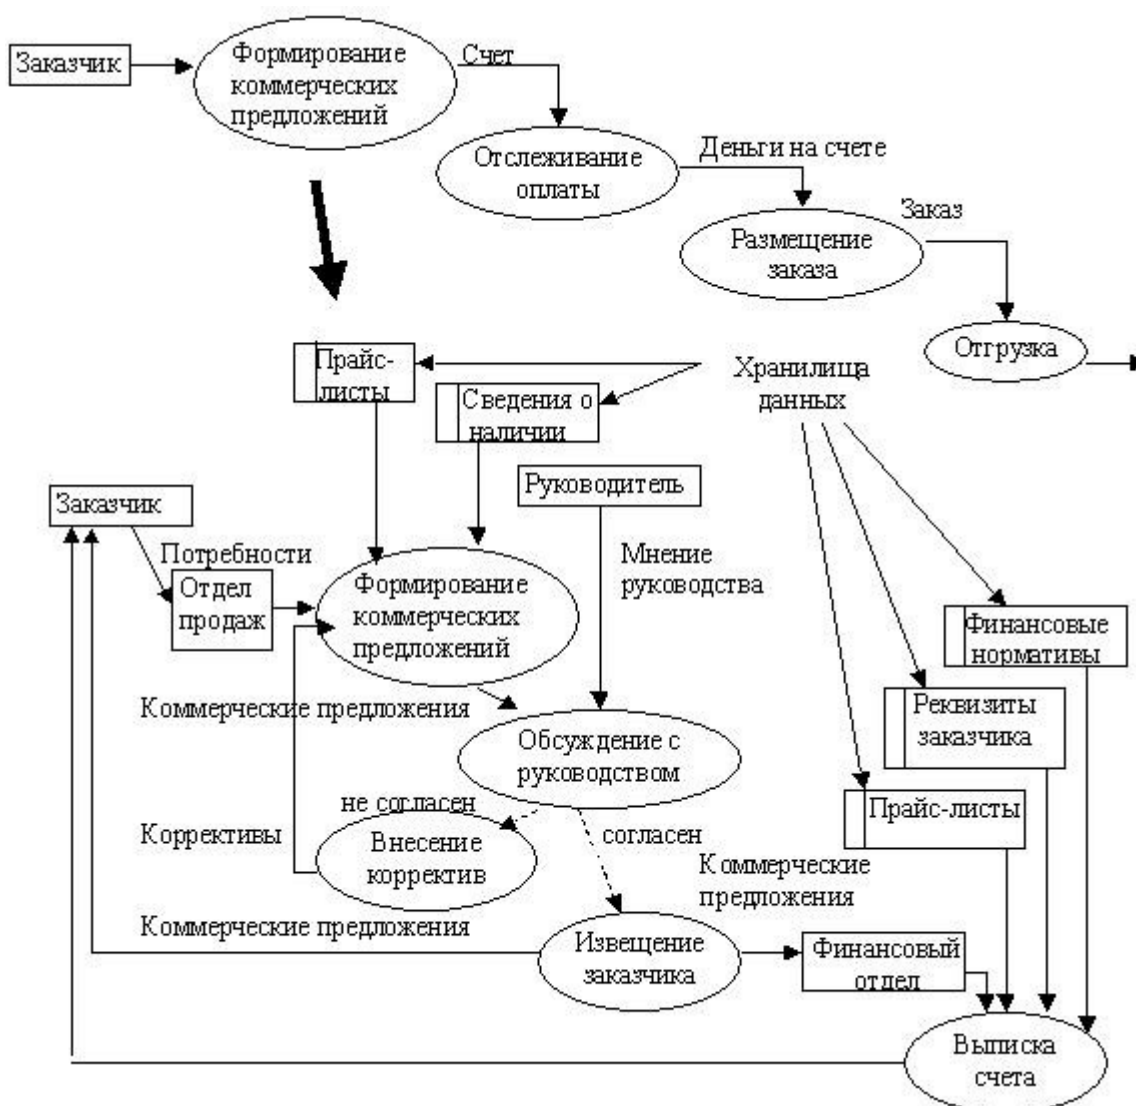 Заказчик
Формирование
коммерческих
предложений
Счет
Отслеживание
оплаты
Деньги на счете
Размещение
заказа
Заказ
Отгрузка
Прайс-
листы
Сведения о
наличии
Хранилища
данных
Руководитель
Заказчик
Потребности
Отдел
продаж
Формирование
коммерческих
предложений
Мнение
руководства
Финансовые
нормативы
Реквизиты
заказчика
Прайс-листы
Коммерческие предложения
Обсуждение с
руководством
не согласен
согласен
Коррективы
Внесение
корректив
Коммерческие
предложения
Коммерческие предложения
Извещение
заказчика
Финансовый
отдел
Выписка
счета